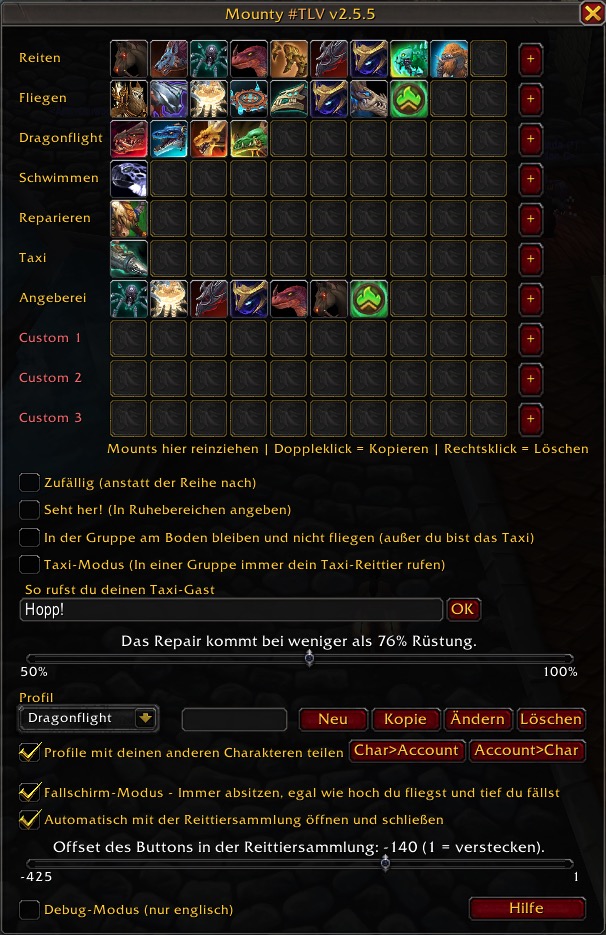 Mounty #TLV v2.5.5
Reiten
+
Fliegen
+
Dragonflight
+
Schwimmen
+
Reparieren
+
Taxi
+
Angeberei
+
Custom 1
+
Custom 2
+
Custom 3
+
Mounts hier reinziehen | Doppleklick = Kopieren | Rechtsklick = Löschen
Zufällig (anstatt der Reihe nach)
Seht her! (In Ruhebereichen angeben)
In der Gruppe am Boden bleiben und nicht fliegen (außer du bist das Taxi)
Taxi-Modus (In einer Gruppe immer dein Taxi-Reittier rufen)
So rufst du deinen Taxi-Gast
Hopp! OK
Das Repair kommt bei weniger als 76% Rüstung.
50% 100%
Profil
Dragonflight Neu Kopie Ändern Löschen
Profile mit deinen anderen Charakteren teilen Char>Account Account>Char
Fallschirm-Modus - Immer absitzen, egal wie hoch du fliegst und tief du fällst
Automatisch mit der Reittiersammlung öffnen und schließen
Offset des Buttons in der Reittiersammlung: -140 (1 = verstecken).
-425 1
Debug-Modus (nur englisch) Hilfe